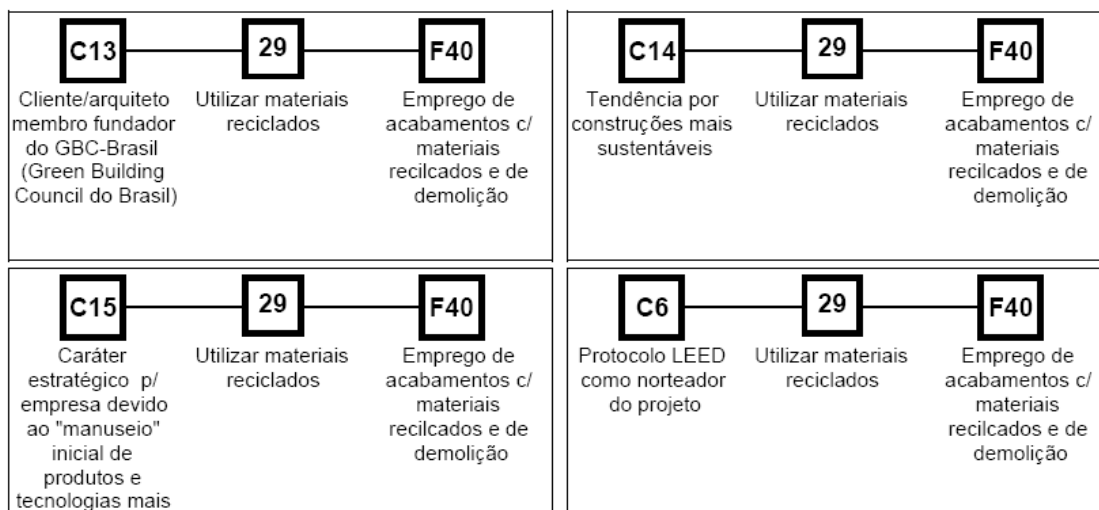 C13
29
F40
Cliente/arquiteto
membro fundador
do GBC-Brasil
(Green Building
Council do Brasil)
Utilizar materiais
reciclados
Emprego de
acabamentos c/
materiais
recilcados e de
demolição
C14
29
F40
Tendência por
construções mais
sustentáveis
Utilizar materiais
reciclados
Emprego de
acabamentos c/
materiais
recilcados e de
demolição
C15
29
F40
Caráter
estratégico p/
empresa devido
ao "manuseio"
inicial de
produtos e
tecnologias mais
Utilizar materiais
reciclados
Emprego de
acabamentos c/
materiais
recilcados e de
demolição
C6
29
F40
Protocolo LEED
como norteador
do projeto
Utilizar materiais
reciclados
Emprego de
acabamentos c/
materiais
recilcados e de
demolição